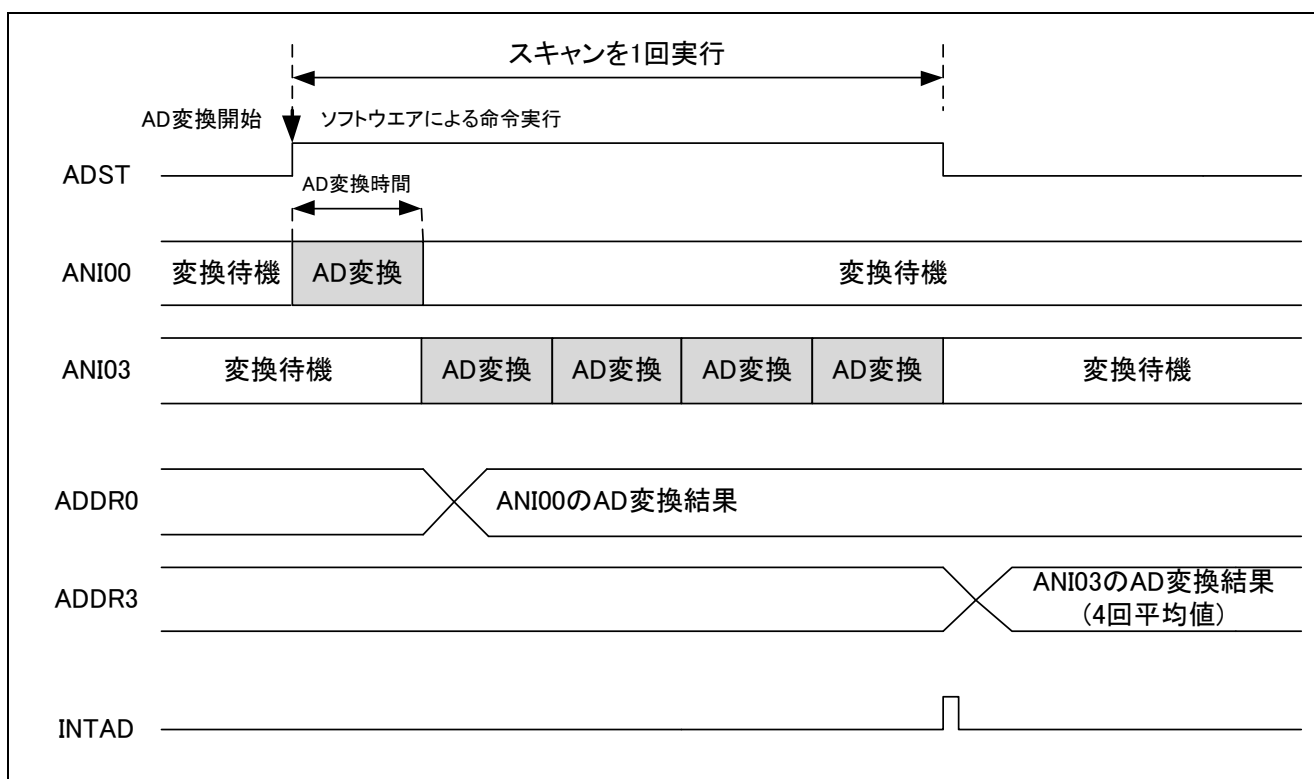 スキャンを1回実行
AD変換開始
ソフトウエアによる命令実行
ADST
AD変換時間
ANI00
変換待機
AD変換
変換待機
ANI03
変換待機
AD変換
AD変換
AD変換
AD変換
変換待機
ADDR0
ANI00のAD変換結果
ADDR3
ANI03のAD変換結果
(4回平均値)
INTAD